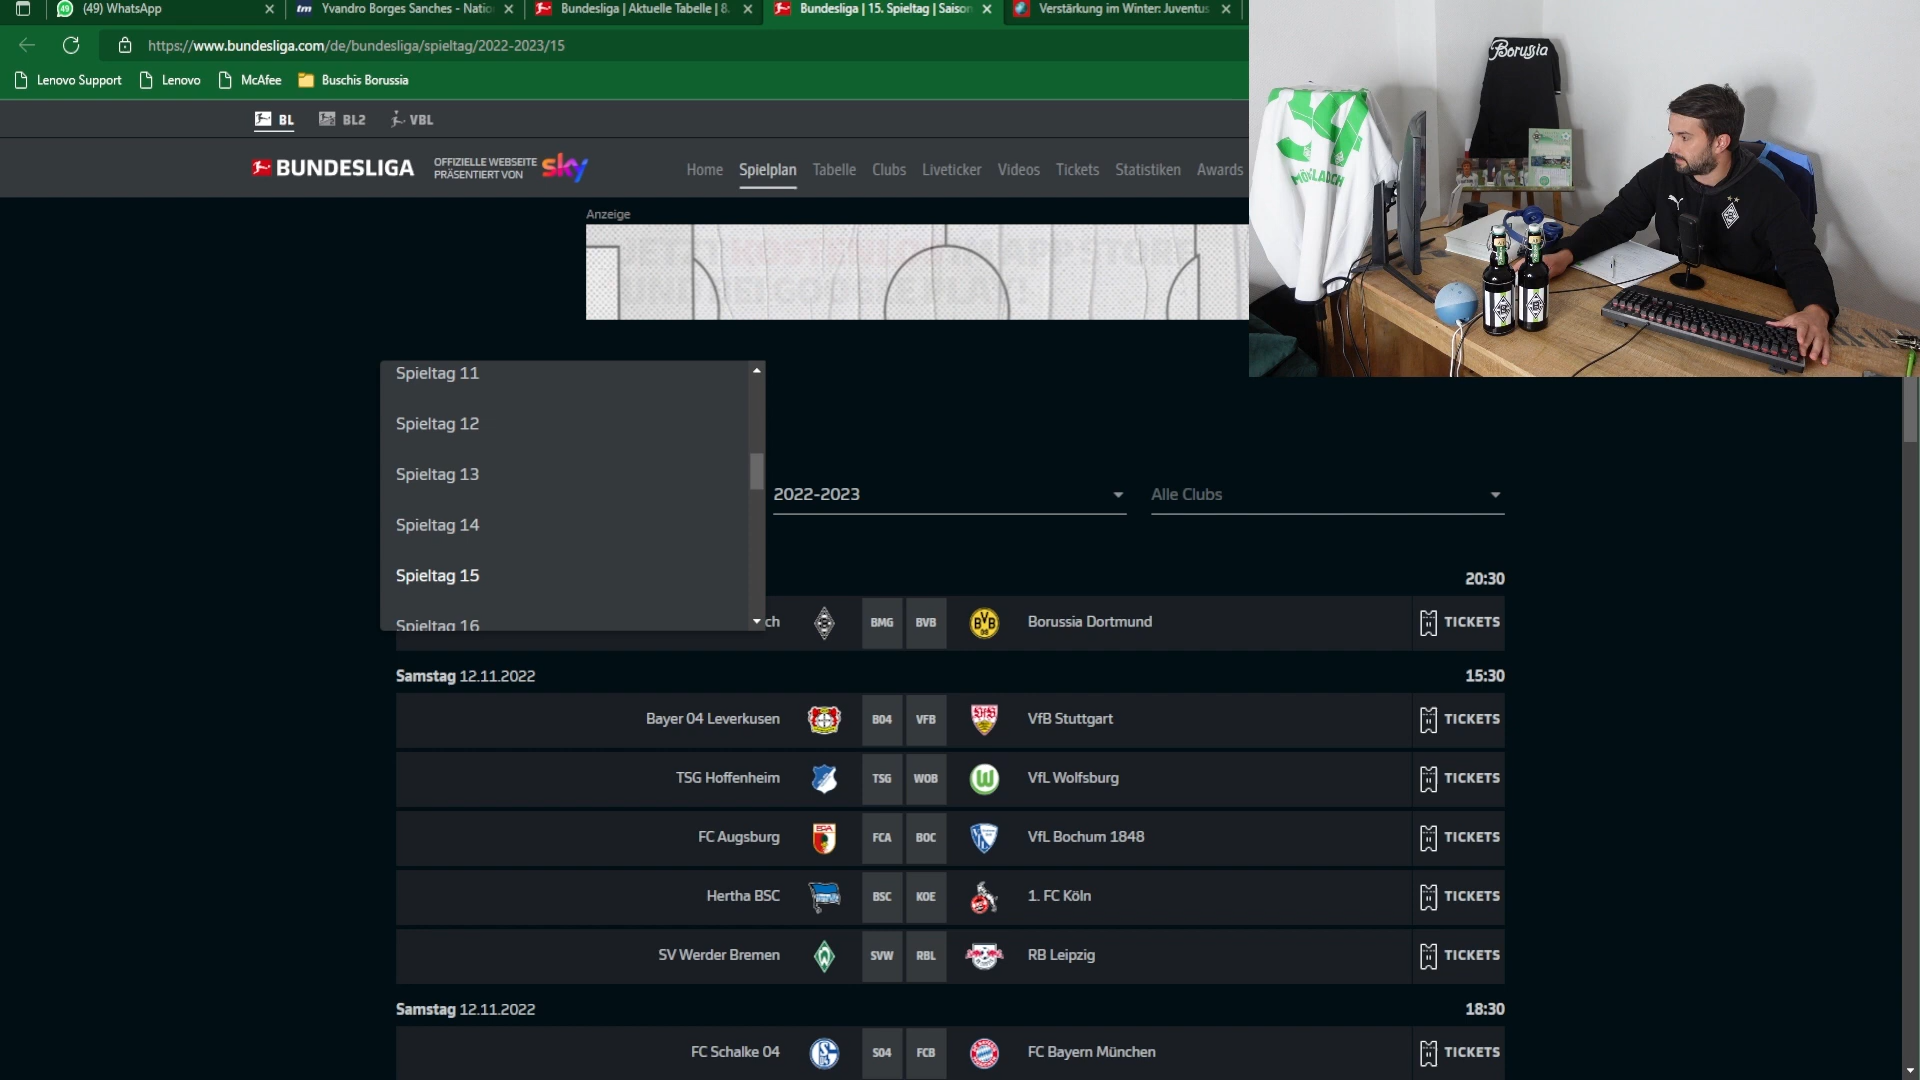 (49) WhatsApp
Yvandro Borges Sanches - Natio
Bundesliga | Aktuelle Tabelle | 8.
Bundesliga | 15. Spieltag | Saison
Verstärkung im Winter: Juventus
https://www.bundesliga.com/de/bundesliga/spieltag/2022-2023/15
Lenovo Support
Lenovo
McAfee
Buschis Borussia
BL
BL2
VBL
BUNDESLIGA
OFFIZIELLE WEBSEITE
PRÄSENTIERT VON
sky
Home
Spielplan
Tabelle
Clubs
Liveticker
Videos
Tickets
Statistiken
Awards
Anzeige
Borussia
Spieltag 11
Spieltag 12
Spieltag 13
Spieltag 14
Spieltag 15
Spieltag 16
2022-2023
Alle Clubs
20:30
ch BMG BVB Borussia Dortmund TICKETS
Samstag 12.11.2022 15:30
Bayer 04 Leverkusen B04 VFB VfB Stuttgart TICKETS
TSG Hoffenheim TSG WOB VfL Wolfsburg TICKETS
FC Augsburg FCA BOC VfL Bochum 1848 TICKETS
Hertha BSC BSC KOE 1. FC Köln TICKETS
SV Werder Bremen SVW RBL RB Leipzig TICKETS
Samstag 12.11.2022 18:30
FC Schalke 04 S04 FCB FC Bayern München TICKETS